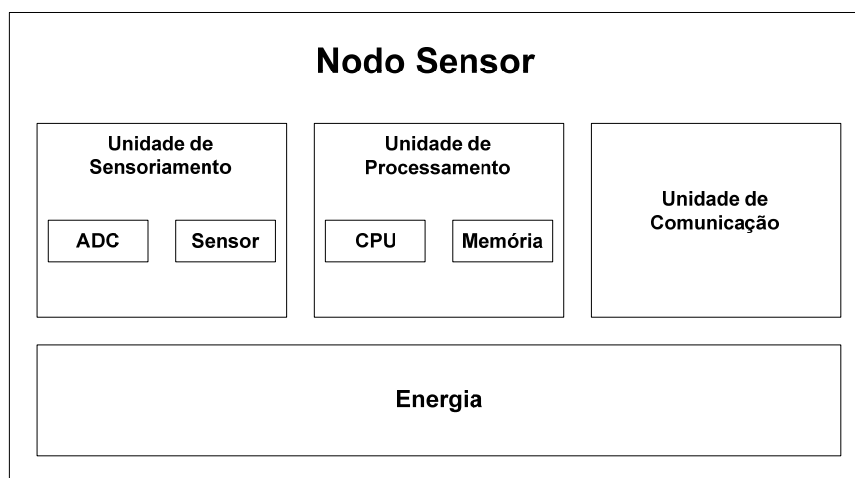 Nodo Sensor
Unidade de
Sensoriamento
ADC
Sensor
Unidade de
Processamento
CPU
Memória
Unidade de
Comunicação
Energia